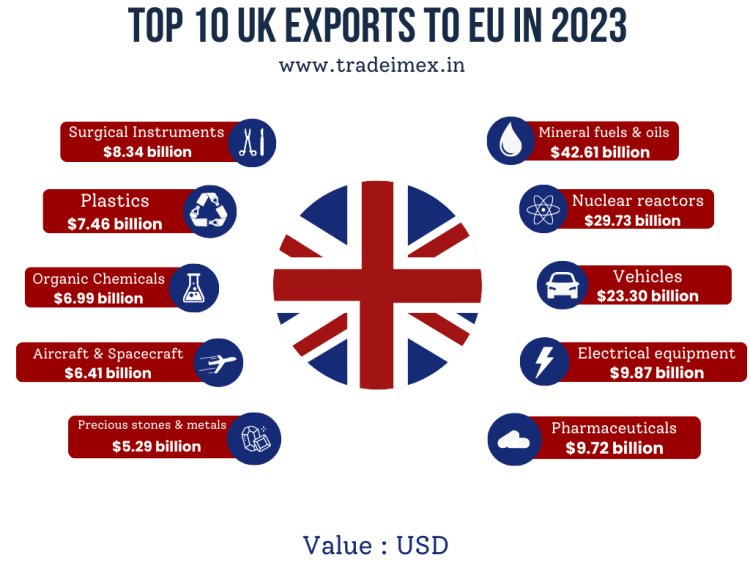 TOP 10 UK EXPORTS TO EU IN 2023
www.tradeimex.in
Surgical Instruments
$8.34 billion
Plastics
$7.46 billion
Organic Chemicals
$6.99 billion
Aircraft & Spacecraft
$6.41 billion
Precious stones & metals
$5.29 billion
Mineral fuels & oils
$42.61 billion
Nuclear reactors
$29.73 billion
Vehicles
$23.30 billion
Electrical equipment
$9.87 billion
Pharmaceuticals
$9.72 billion
Value : USD